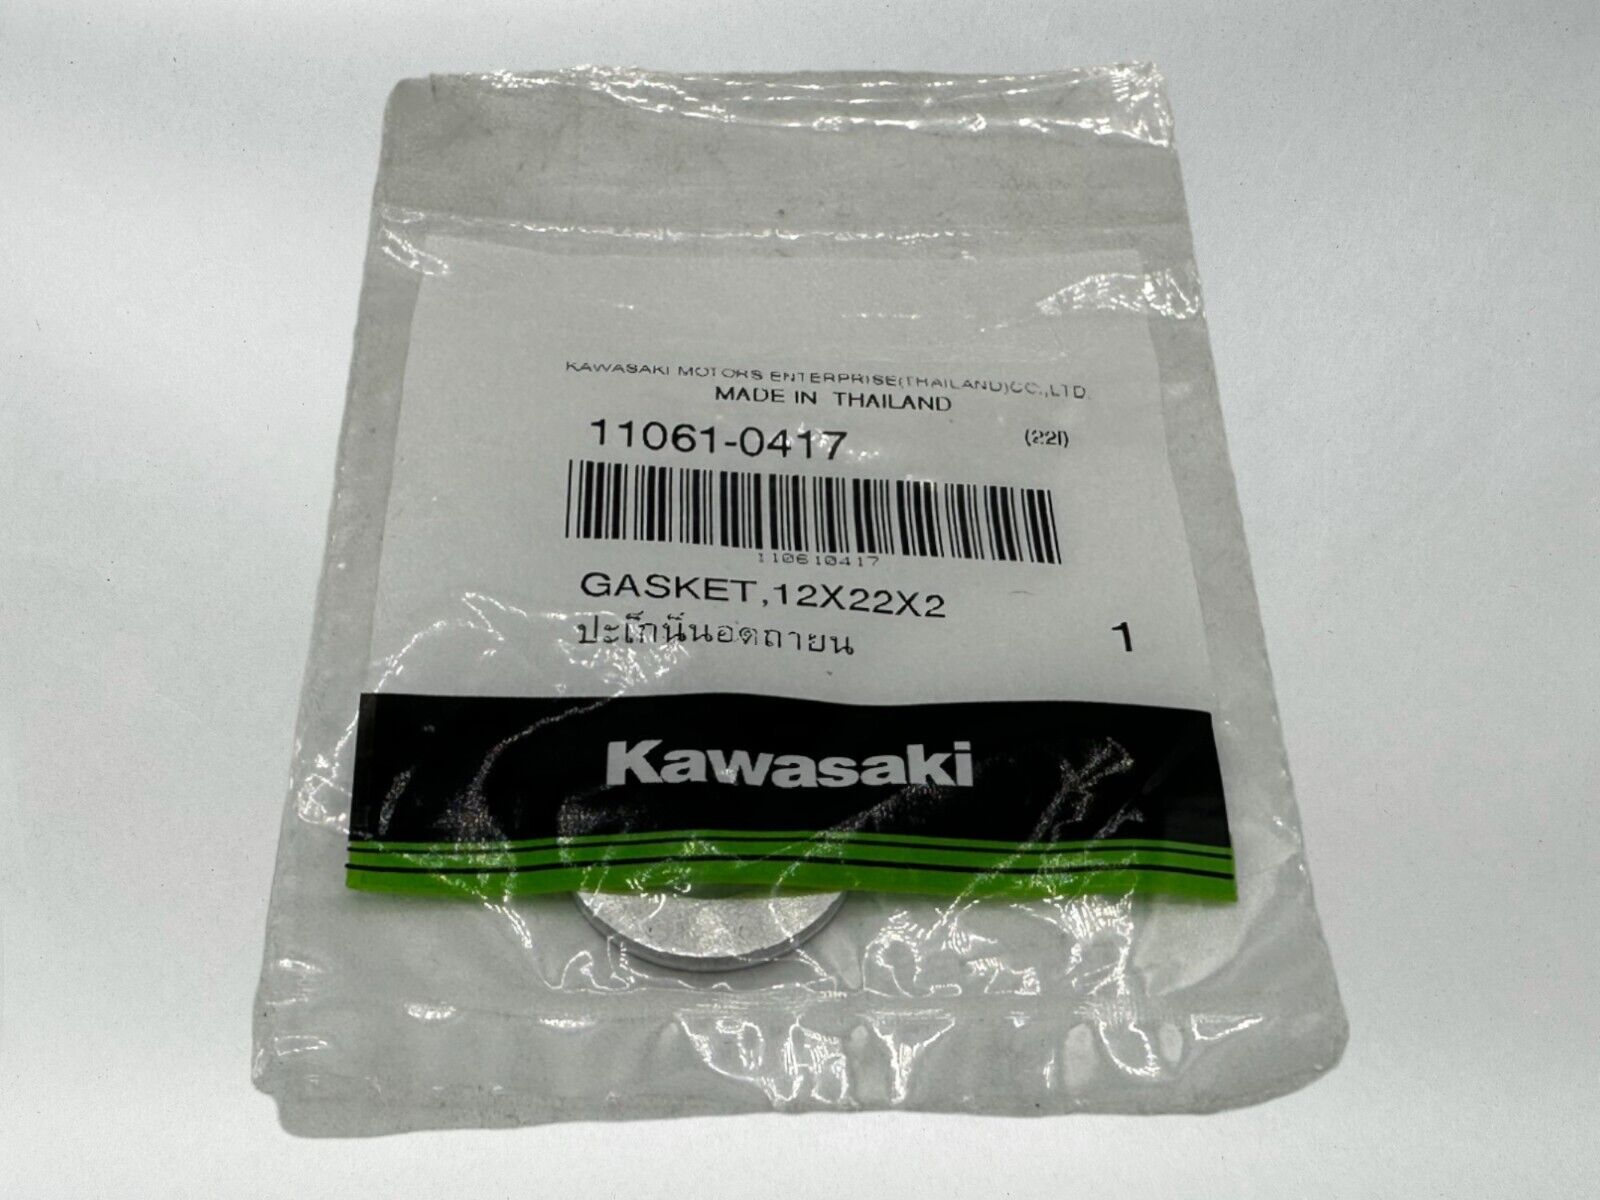 KAWASAKI MOTORS ENTERPRISE(THAILAND)CO.,LTD.
MADE IN THAILAND
11061-0417 (22I)
110610417
GASKET,12X22X2
ปะเก็นน๊นอตถายน 1
Kawasaki